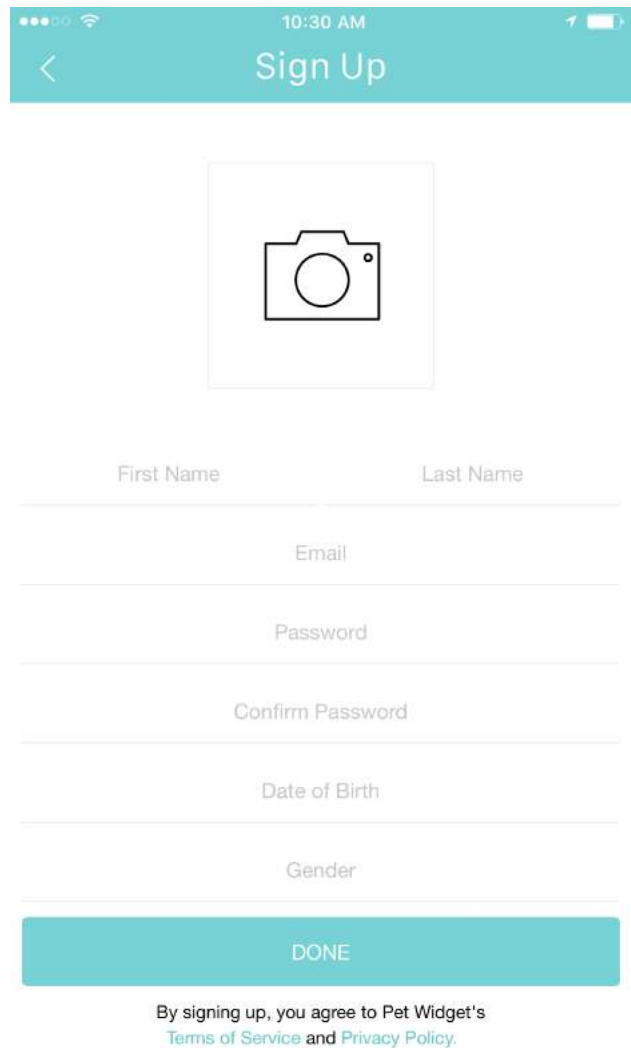 10:30 AM
Sign Up
First Name Last Name
Email
Password
Confirm Password
Date of Birth
Gender
DONE
By signing up, you agree to Pet Widget's
Terms of Service and Privacy Policy.